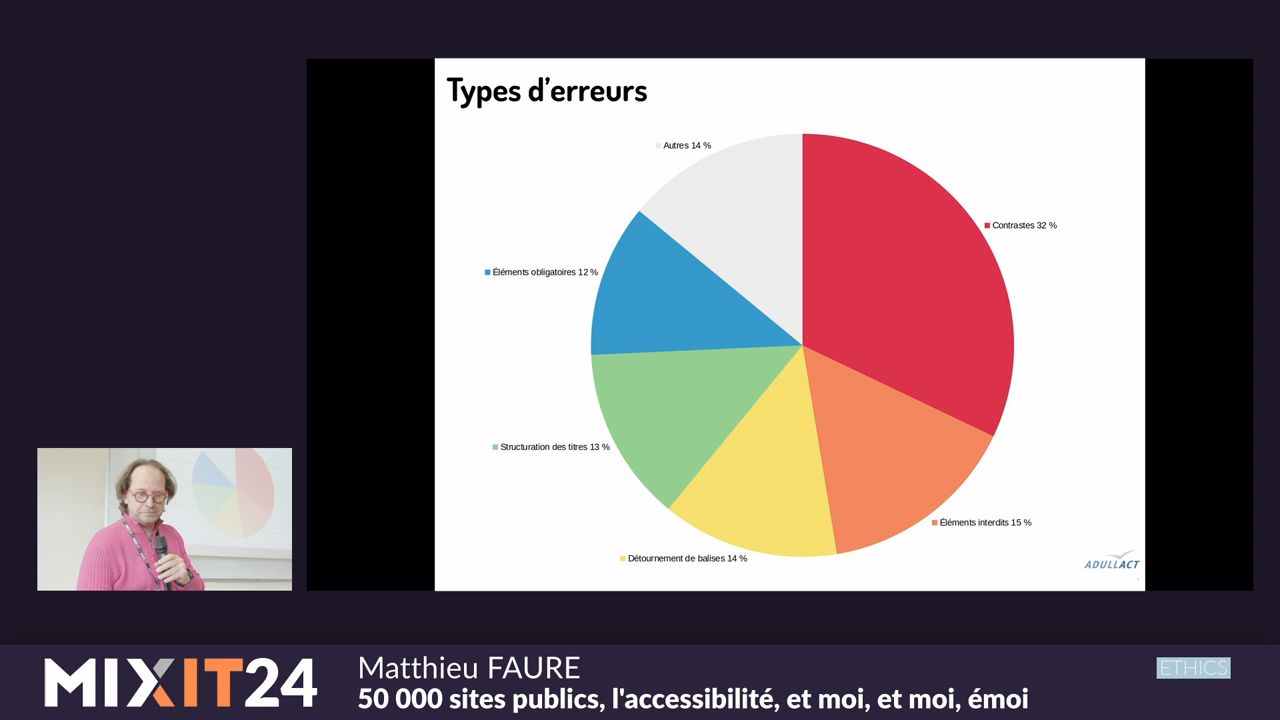 Types d'erreurs
Autres 14 %
Contrastes 32 %
Éléments obligatoires 12 %
Structuration des titres 13 %
Éléments interdits 15 %
Détournement de balises 14 %
ADULLACT
MIXIT24
Matthieu FAURE
50 000 sites publics, l'accessibilité, et moi, et moi, émoi
ETHICS